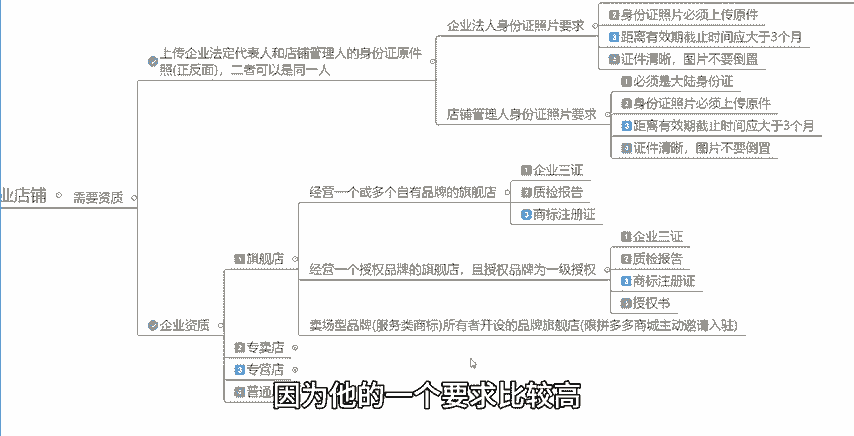 业店铺
需要资质
上传企业法定代表人和店铺管理人的身份证原件
照(正反面)，二者可以是同一人
企业法人身份证照片要求
2身份证照片必须上传原件
3距离有效期截止时间应大于3个月
4证件清晰，图片不要倒置
店铺管理人身份证照片要求
1必须是大陆身份证
2身份证照片必须上传原件
3距离有效期截止时间应大于3个月
4证件清晰，图片不要倒置
企业资质
1旗舰店
经营一个或多个自有品牌的旗舰店
1企业三证
2质检报告
3商标注册证
经营一个授权品牌的旗舰店，且授权品牌为一级授权
1企业三证
2质检报告
3商标注册证
4授权书
卖场型品牌(服务类商标)所有者开设的品牌旗舰店(限拼多多商城主动邀请入驻)
2专卖店
3专营店
4普通
因为他的一个要求比较高